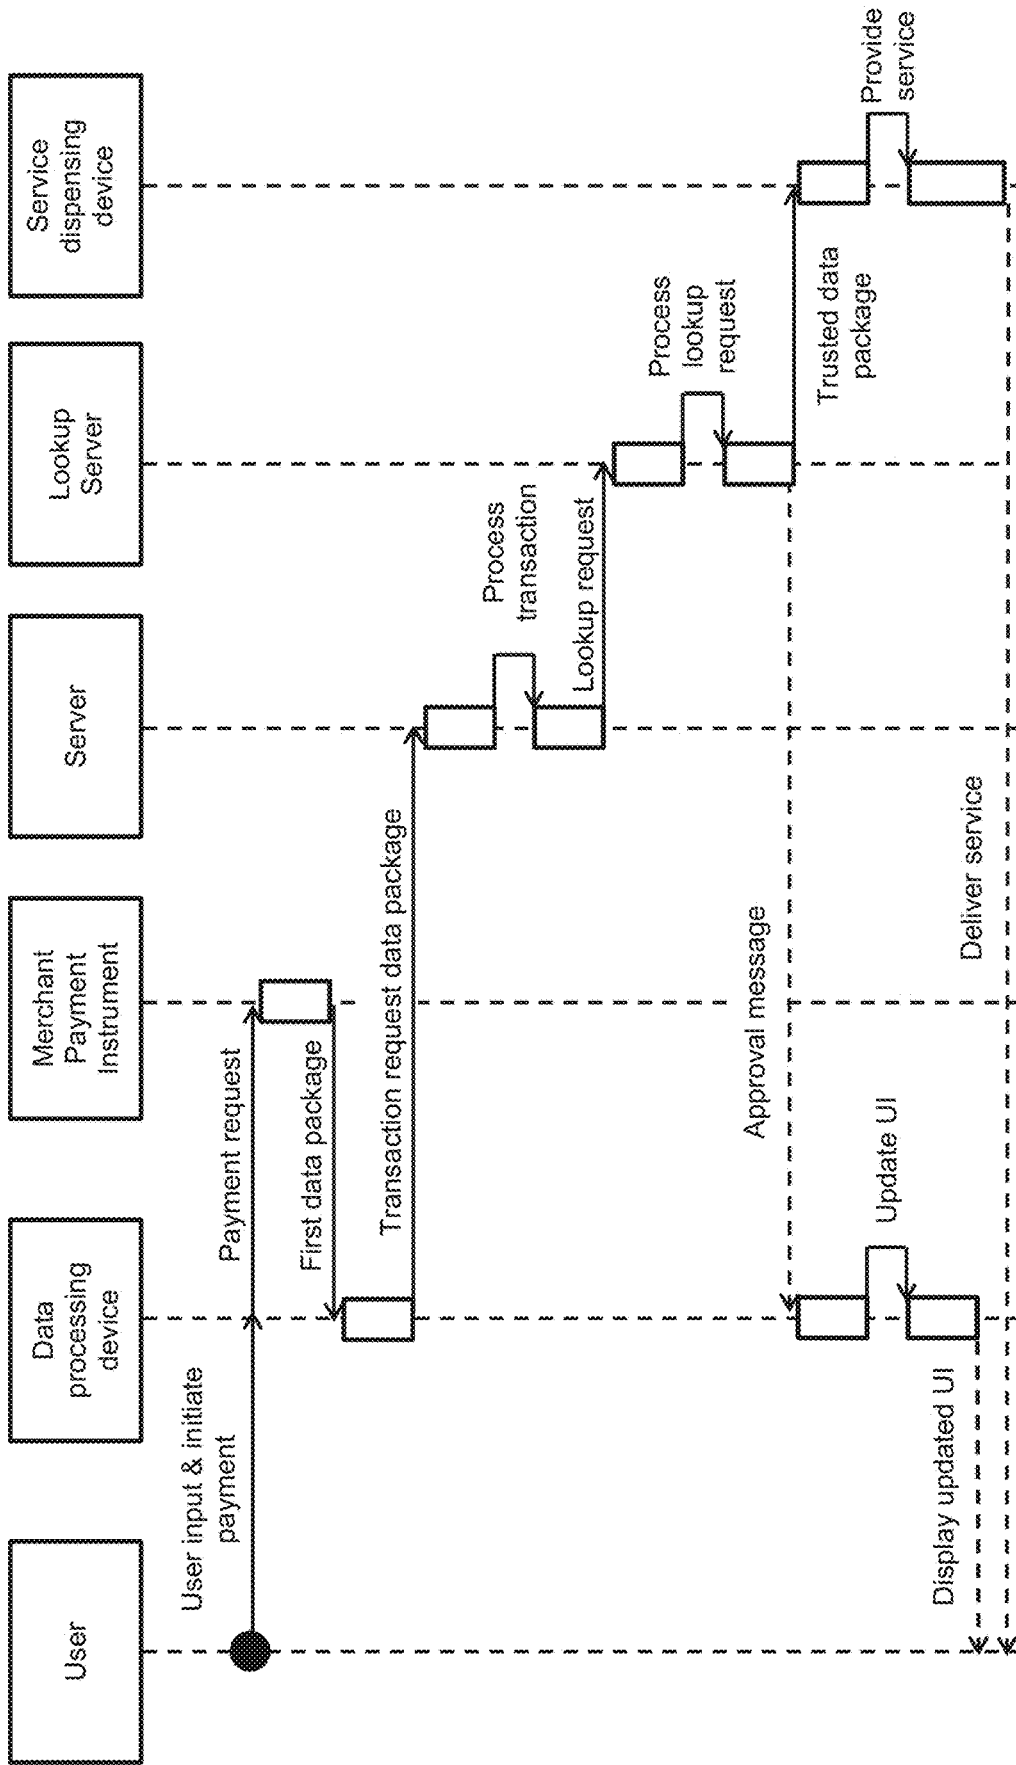 User
Data
processing
device
Merchant
Payment
Instrument
Server
Lookup
Server
Service
dispensing
device
User input & initiate
payment
Payment request
First data package
Transaction request data package
Process
transaction
Lookup request
Process
lookup
request
Approval message
Trusted data
package
Update UI
Provide
service
Display updated UI
Deliver service